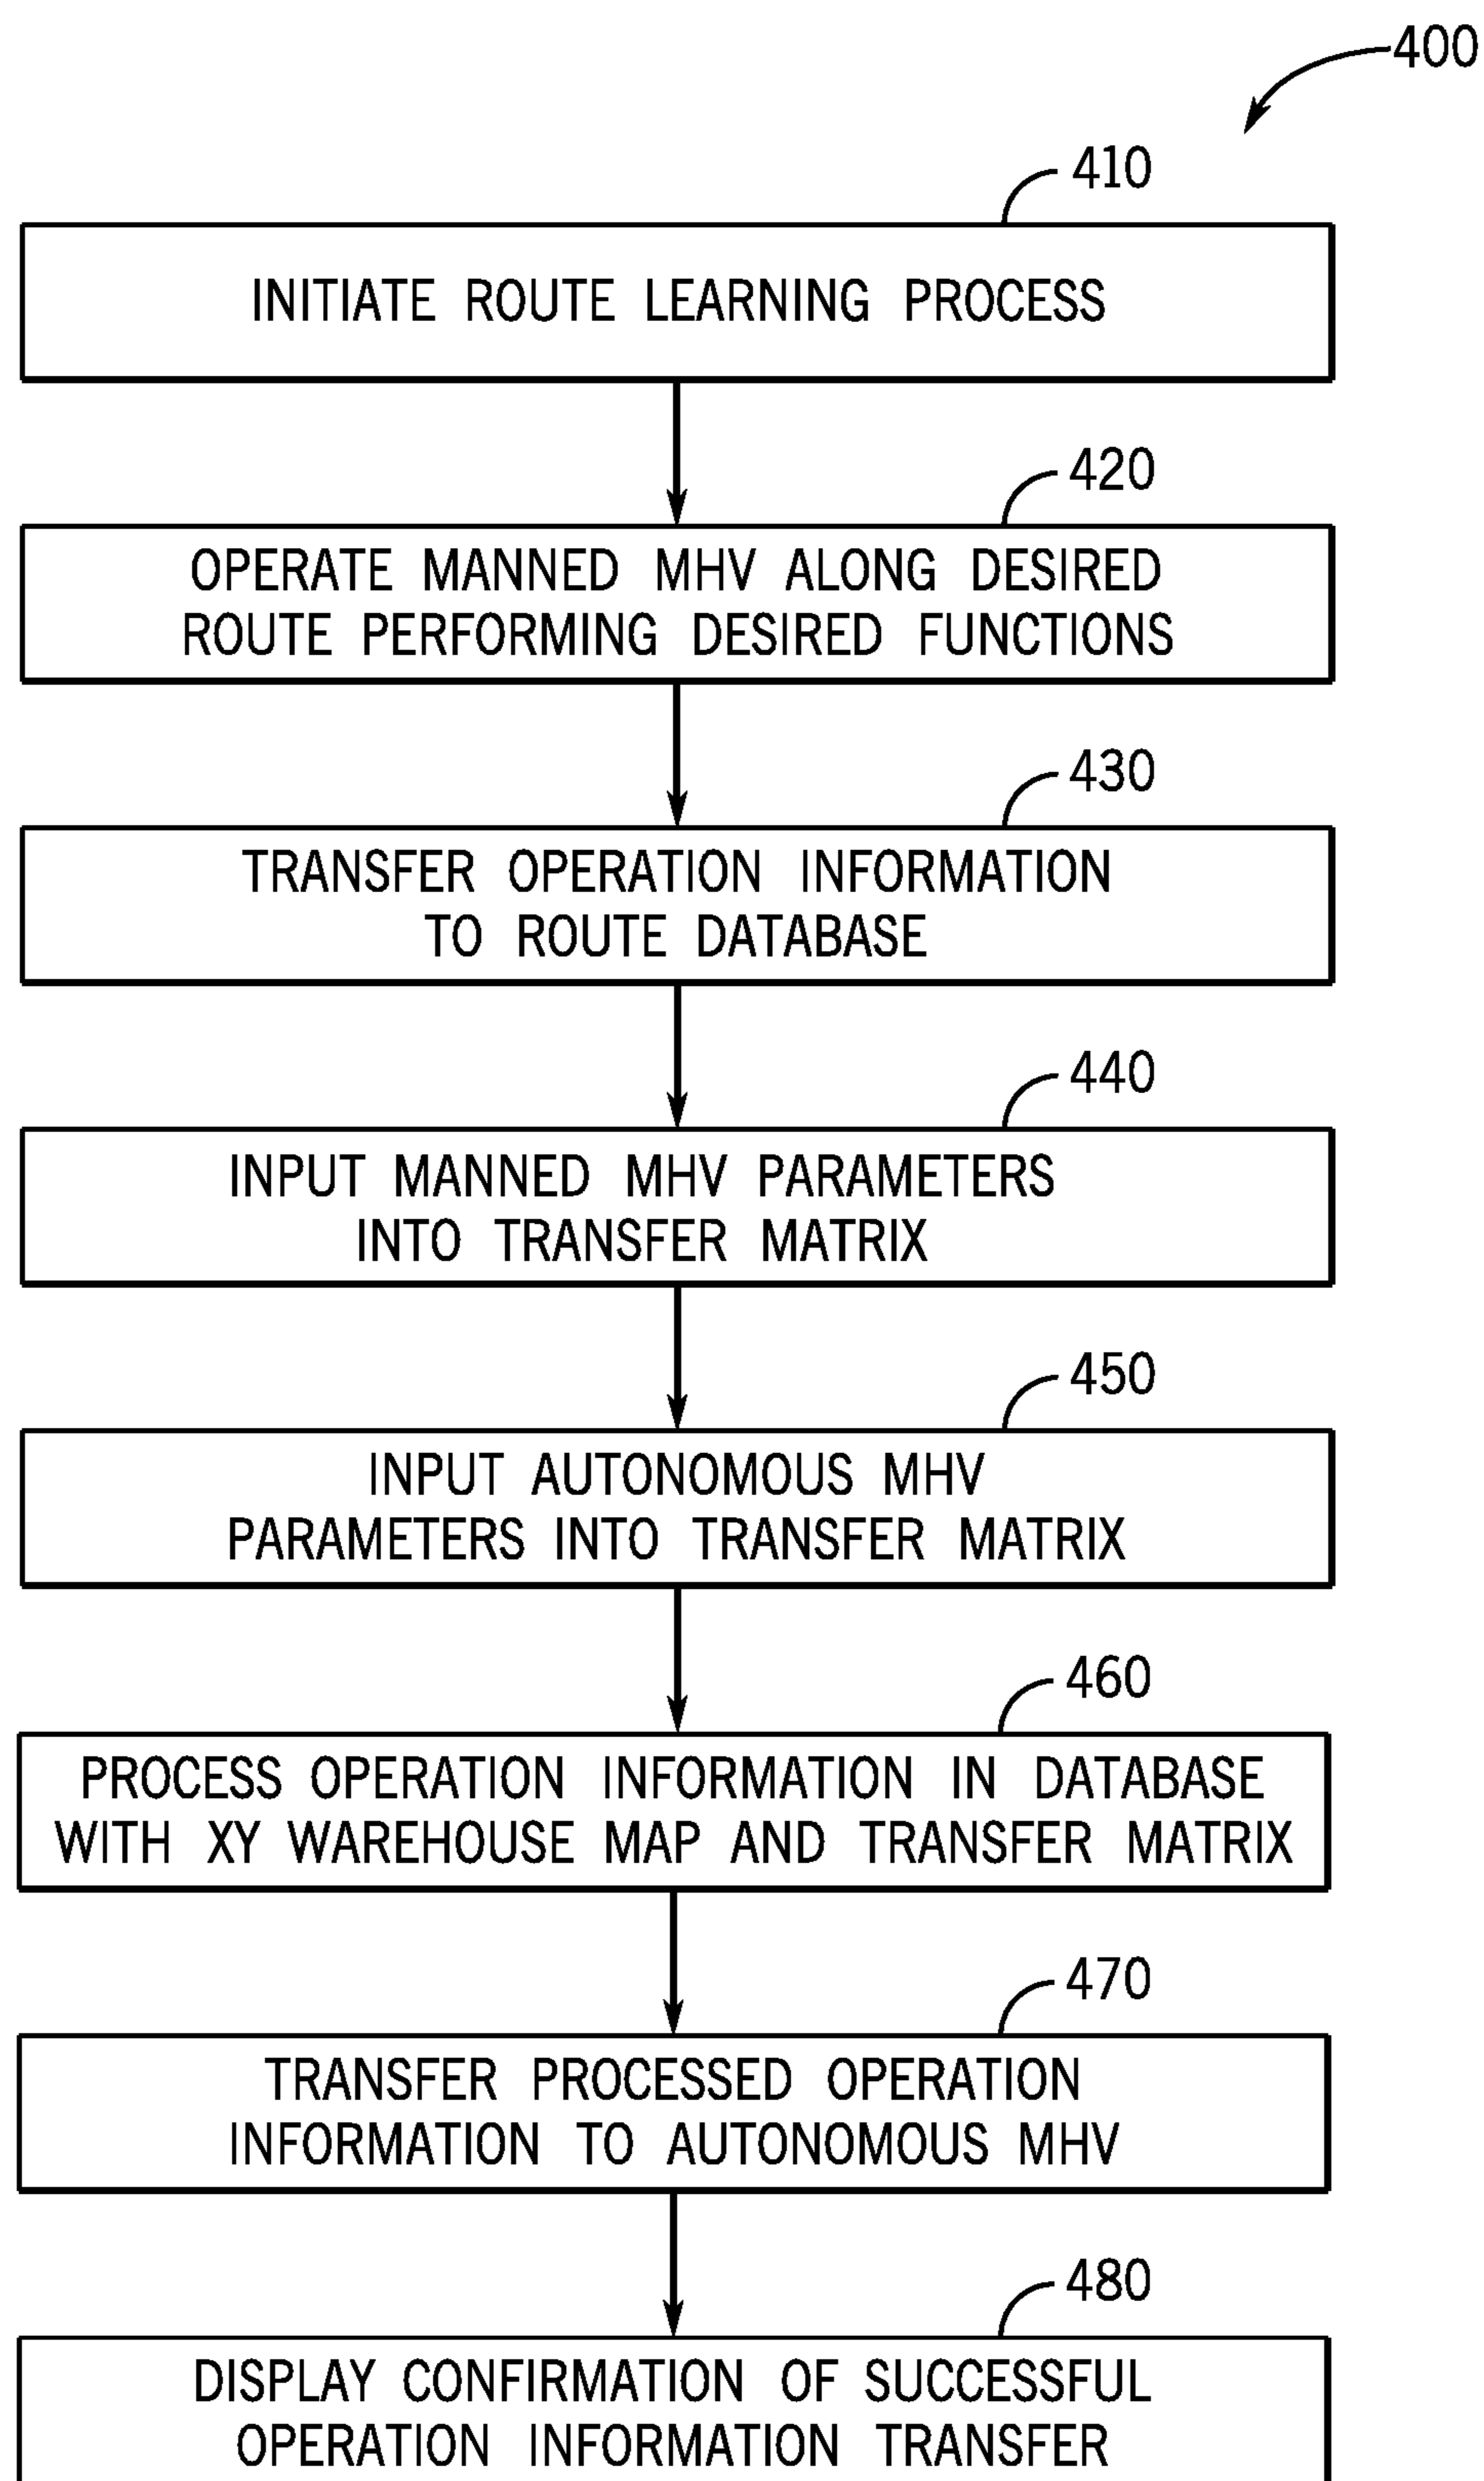 400
410
INITIATE ROUTE LEARNING PROCESS
420
OPERATE MANNED MHV ALONG DESIRED
ROUTE PERFORMING DESIRED FUNCTIONS
430
TRANSFER OPERATION INFORMATION
TO ROUTE DATABASE
440
INPUT MANNED MHV PARAMETERS
INTO TRANSFER MATRIX
450
INPUT AUTONOMOUS MHV
PARAMETERS INTO TRANSFER MATRIX
460
PROCESS OPERATION INFORMATION IN DATABASE
WITH XY WAREHOUSE MAP AND TRANSFER MATRIX
470
TRANSFER PROCESSED OPERATION
INFORMATION TO AUTONOMOUS MHV
480
DISPLAY CONFIRMATION OF SUCCESSFUL
OPERATION INFORMATION TRANSFER